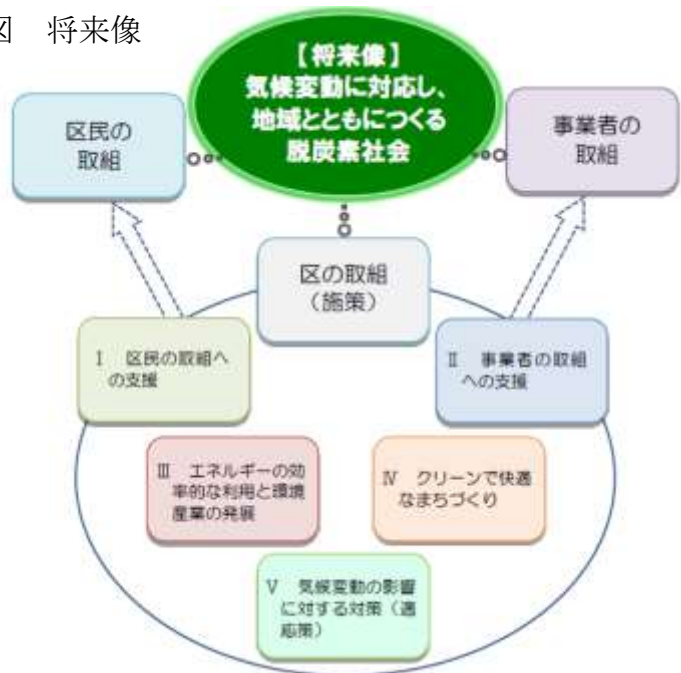 図　将来像
【将来像】
気候変動に対応し、
地域とともにつくる
脱炭素社会
区民の
取組
事業者の
取組
区の取組
（施策）
Ⅰ　区民の取組へ
の支援
Ⅱ　事業者の取組
への支援
Ⅲ　エネルギーの効
率的な利用と環境
産業の発展
Ⅳ　クリーンで快適
なまちづくり
Ⅴ　気候変動の影響
に対する対策（適
応策）